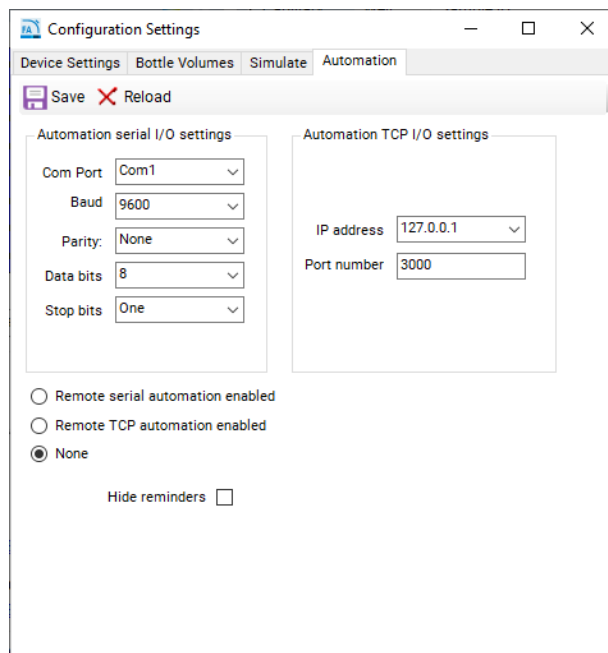 FA Configuration Settings
Device Settings Bottle Volumes Simulate Automation
Save Reload
Automation serial I/O settings
Com Port Com1
Baud 9600
Parity: None
Data bits 8
Stop bits One
Automation TCP I/O settings
IP address 127.0.0.1
Port number 3000
Remote serial automation enabled
Remote TCP automation enabled
None
Hide reminders